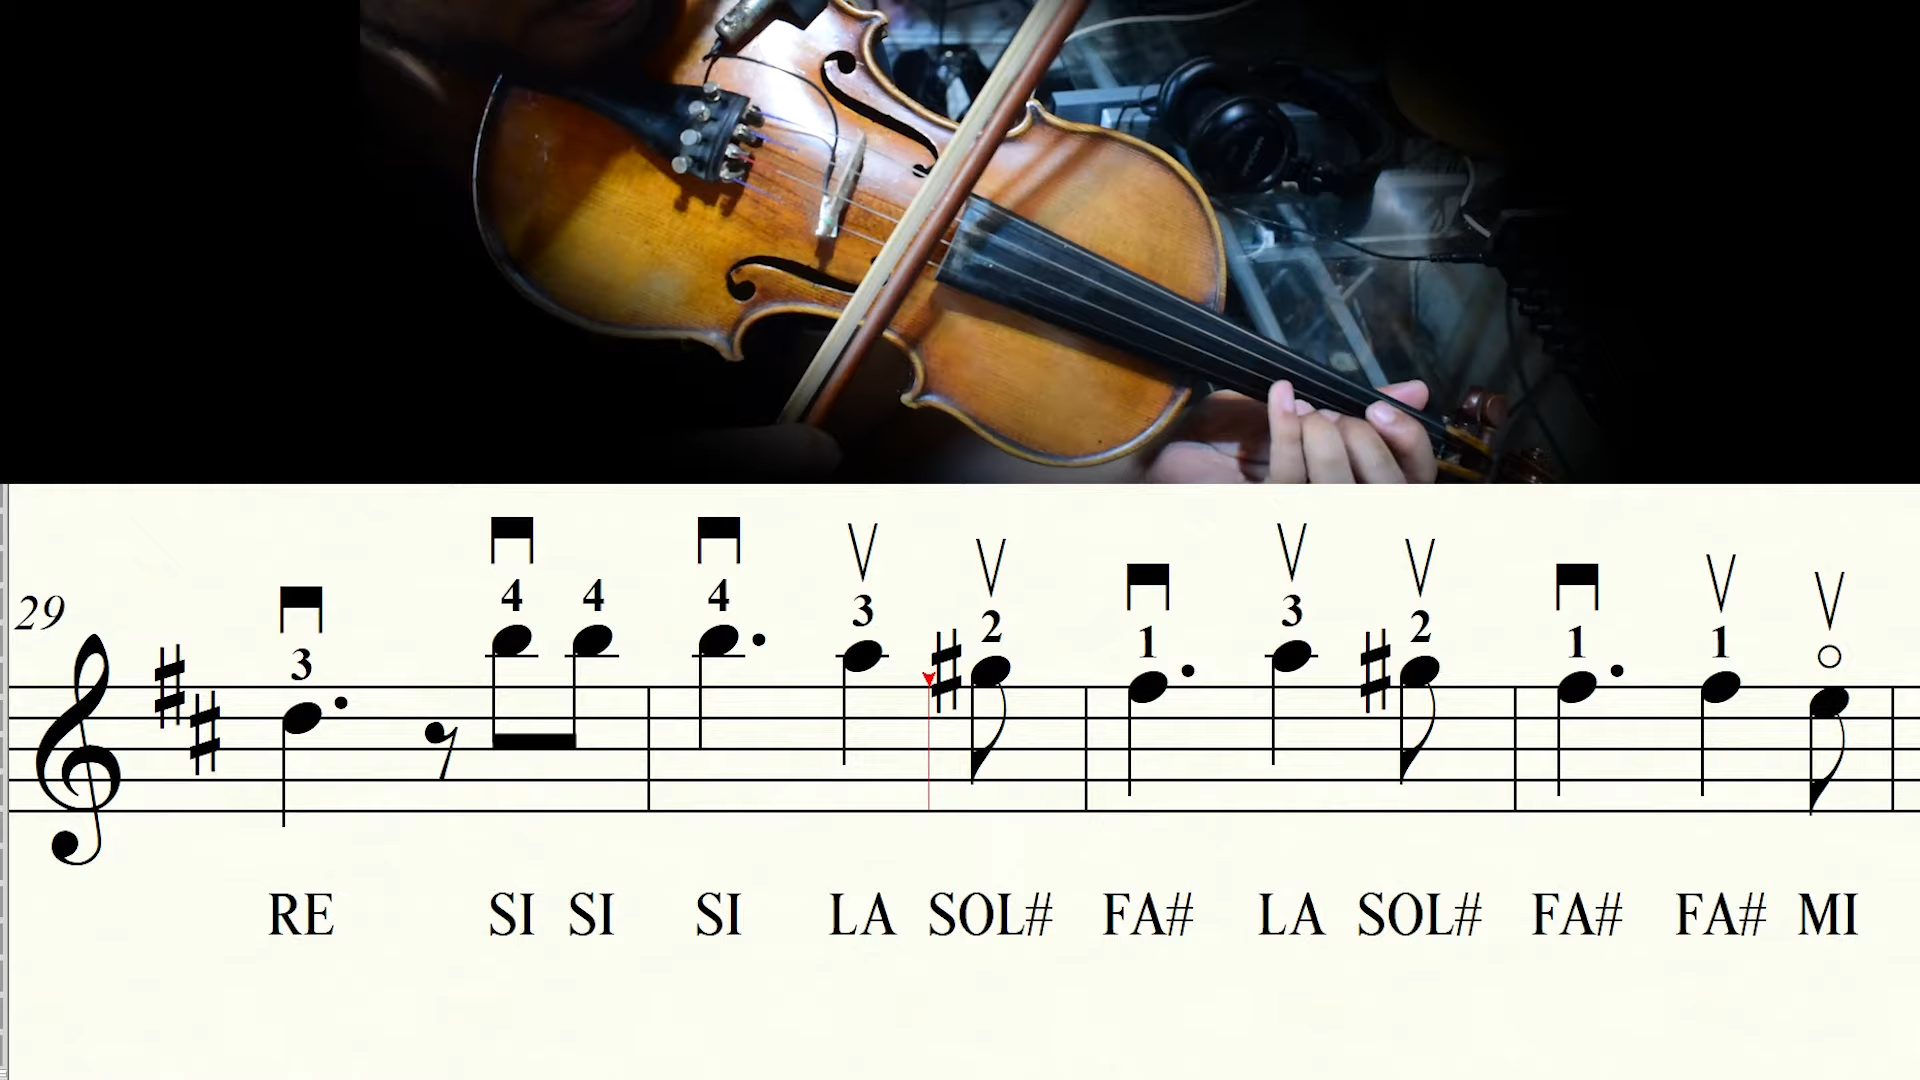 29
3 4 4 4 3 2 1 3 2 1 1
RE SI SI SI LA SOL# FA# LA SOL# FA# FA# MI